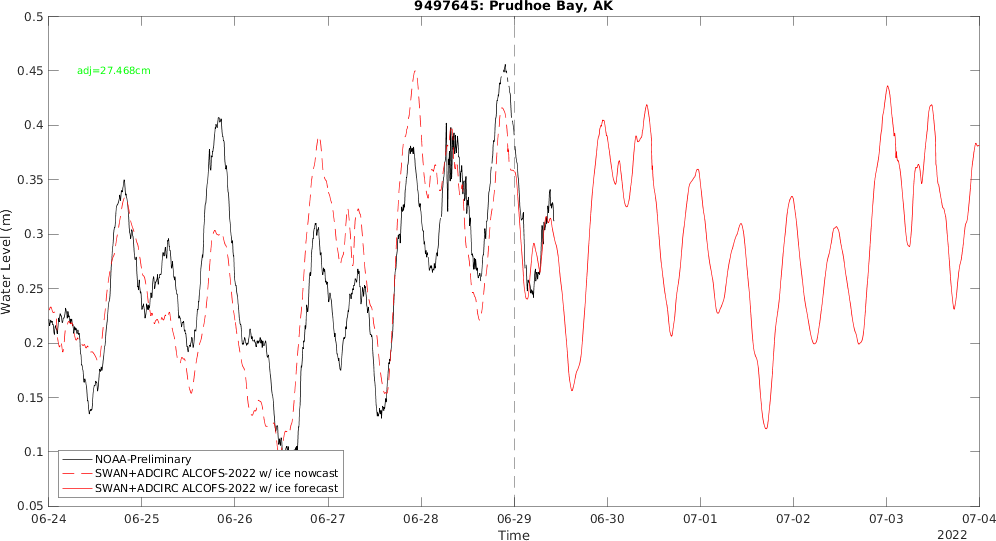 9497645: Prudhoe Bay, AK
0.5
0.45
0.4
0.35
0.3
0.25
0.2
0.15
0.1
0.05
Water Level (m)
adj=27.468cm
NOAA-Preliminary
SWAN+ADCIRC ALCOFS-2022 w/ ice nowcast
SWAN+ADCIRC ALCOFS-2022 w/ ice forecast
06-24 06-25 06-26 06-27 06-28 06-29 06-30 07-01 07-02 07-03 07-04
Time
2022